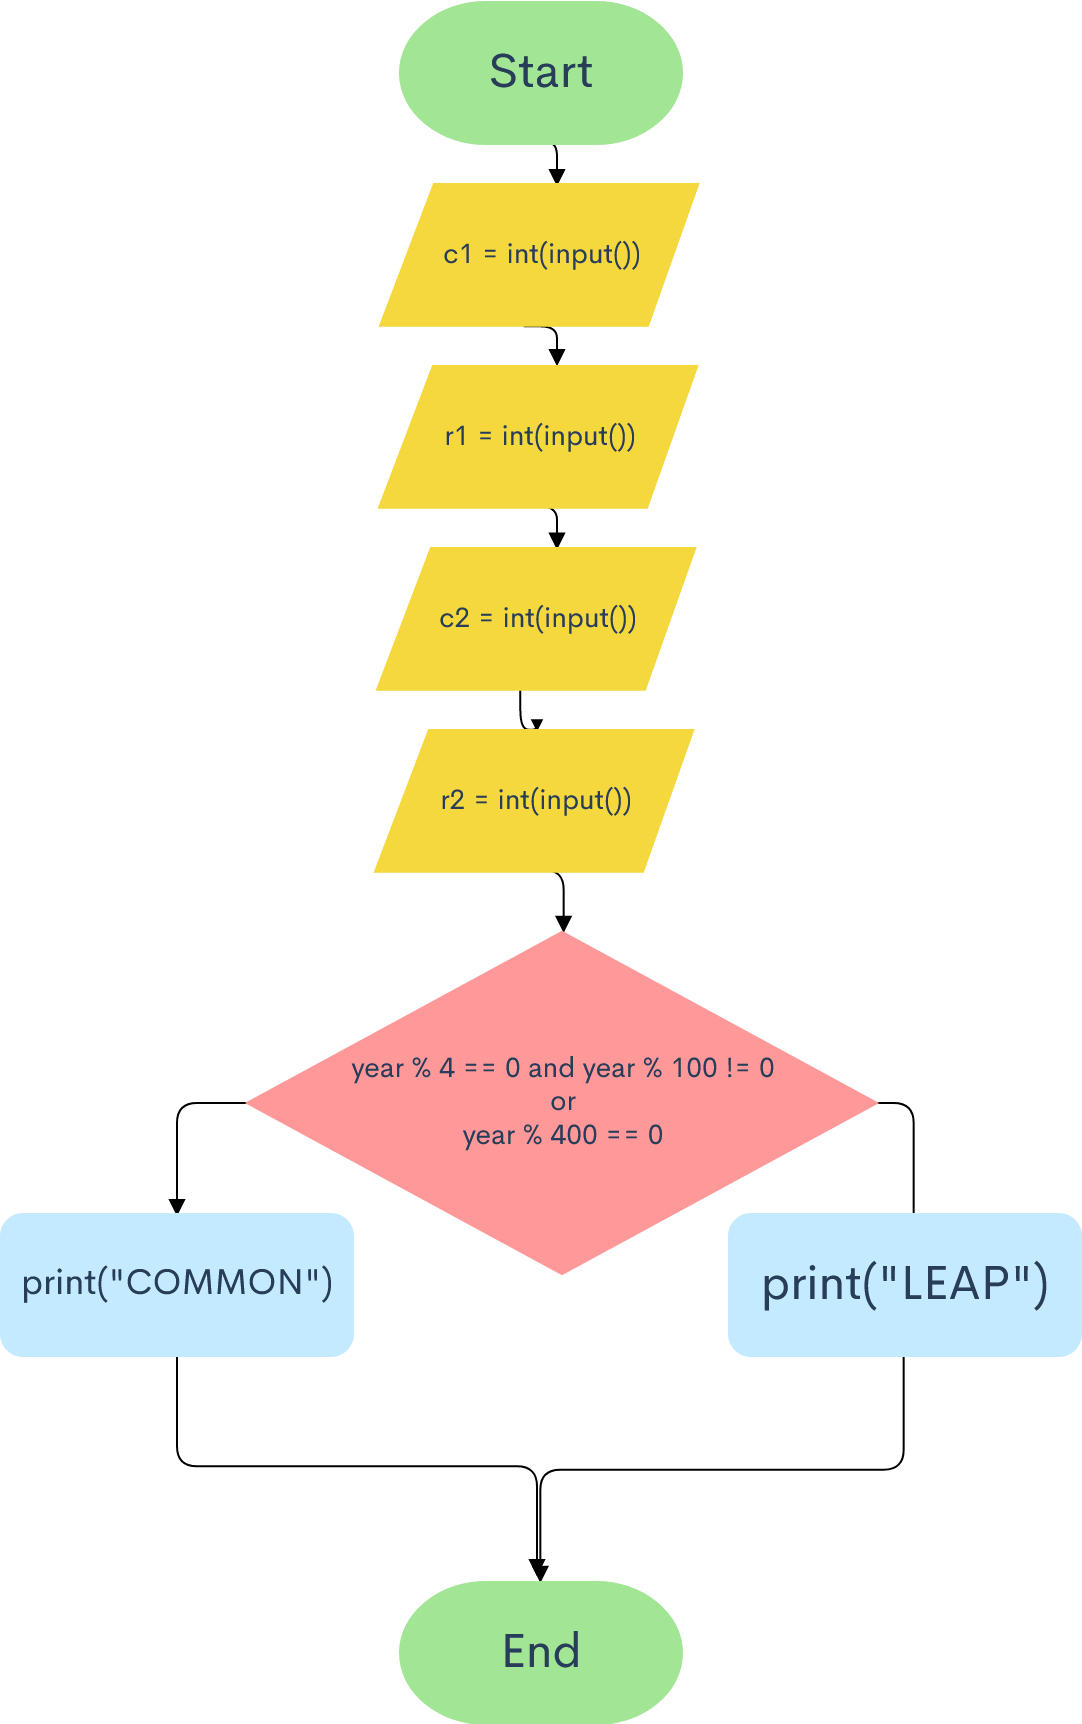 Start
c1 = int(input())
r1 = int(input())
c2 = int(input())
r2 = int(input())
year % 4 == 0 and year % 100 != 0
or
year % 400 == 0
print("COMMON")
print("LEAP")
End